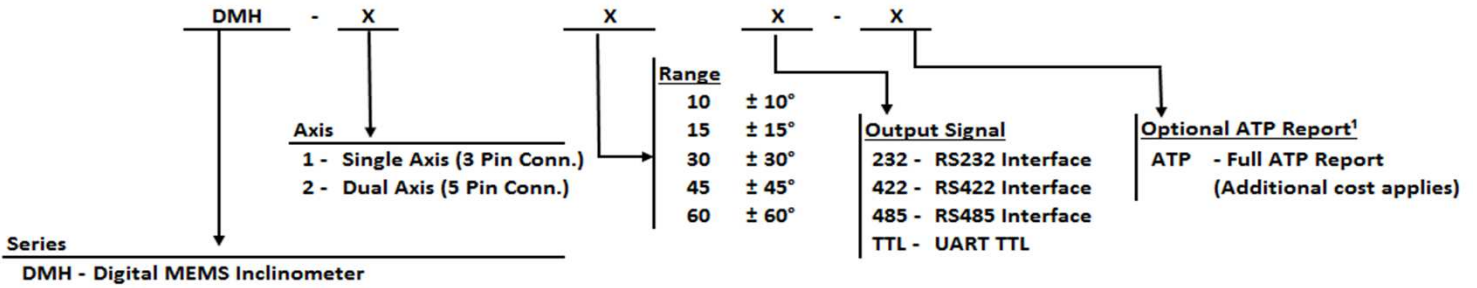 DMH - X X X - X
Range
10 ± 10°
15 ± 15°
30 ± 30°
45 ± 45°
60 ± 60°
Axis
1 - Single Axis (3 Pin Conn.)
2 - Dual Axis (5 Pin Conn.)
Output Signal
232 - RS232 Interface
422 - RS422 Interface
485 - RS485 Interface
TTL - UART TTL
Optional ATP Report¹
ATP - Full ATP Report
(Additional cost applies)
Series
DMH - Digital MEMS Inclinometer